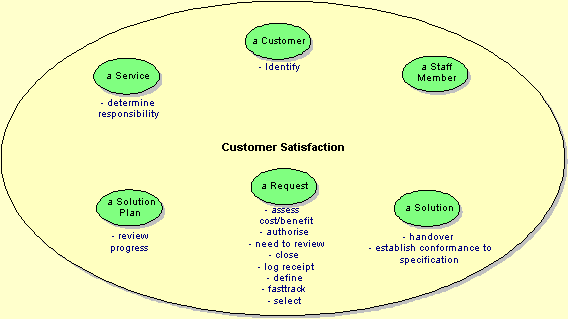 a Customer
- Identify
a Service
- determine
responsibility
a Staff
Member
Customer Satisfaction
a Solution
Plan
- review
progress
a Request
- assess
cost/benefit
- authorise
- need to review
- close
- log receipt
- define
- fasttrack
- select
a Solution
- handover
- establish conformance to
specification